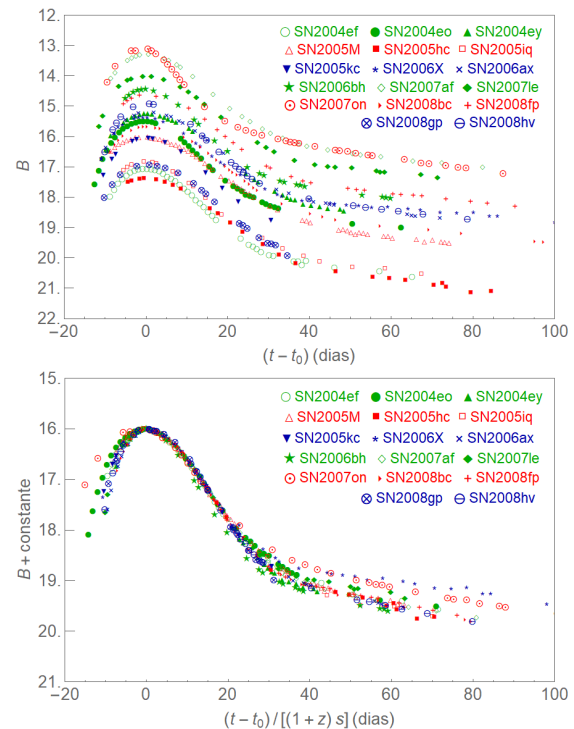 12.
13.
14.
15.
16.
17.
18.
19.
20.
21.
22
B
SN2004ef SN2004eo SN2004ey
SN2005M SN2005hc SN2005iq
SN2005kc SN2006X SN2006ax
SN2006bh SN2007af SN2007le
SN2007on SN2008bc SN2008fp
SN2008gp SN2008hv
-20 0 20 40 60 80 100
(t – t0) (dias)
15.
16.
17.
18.
19.
20.
21.
B + constante
SN2004ef SN2004eo SN2004ey
SN2005M SN2005hc SN2005iq
SN2005kc SN2006X SN2006ax
SN2006bh SN2007af SN2007le
SN2007on SN2008bc SN2008fp
SN2008gp SN2008hv
-20 0 20 40 60 80 100
(t – t0) / [(1 + z) s] (dias)